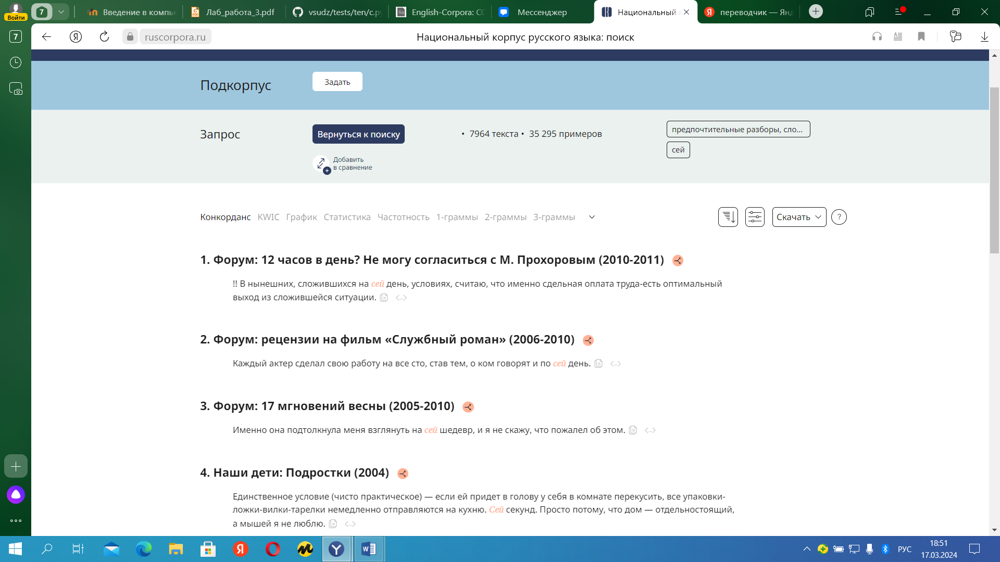 Войти
7
Введение в компь
Лаб_работа_3.pdf
vsudz/tests/ten/c.py
English-Corpora: CO
Мессенджер
Национальный
переводчик — Янд
7
ruscorpora.ru
Национальный корпус русского языка: поиск
Подкорпус
Задать
Запрос
Вернуться к поиску
• 7964 текста • 35 295 примеров
предпочтительные разборы, сло...
сей
Добавить
в сравнение
Конкорданс KWIC График Статистика Частотность 1-граммы 2-граммы 3-граммы
Скачать
?
1. Форум: 12 часов в день? Не могу согласиться с М. Прохоровым (2010-2011)
!! В нынешних, сложившихся на сей день, условиях, считаю, что именно сдельная оплата труда-есть оптимальный
выход из сложившейся ситуации.
2. Форум: рецензии на фильм «Службный роман» (2006-2010)
Каждый актер сделал свою работу на все сто, став тем, о ком говорят и по сей день.
3. Форум: 17 мгновений весны (2005-2010)
Именно она подтолкнула меня взглянуть на сей шедевр, и я не скажу, что пожалел об этом.
4. Наши дети: Подростки (2004)
Единственное условие (чисто практическое) — если ей придет в голову у себя в комнате перекусить, все упаковки-
ложки-вилки-тарелки немедленно отправляются на кухню. Сей секунд. Просто потому, что дом — отдельностоящий,
а мышей я не люблю.
РУС
18:51
17.03.2024